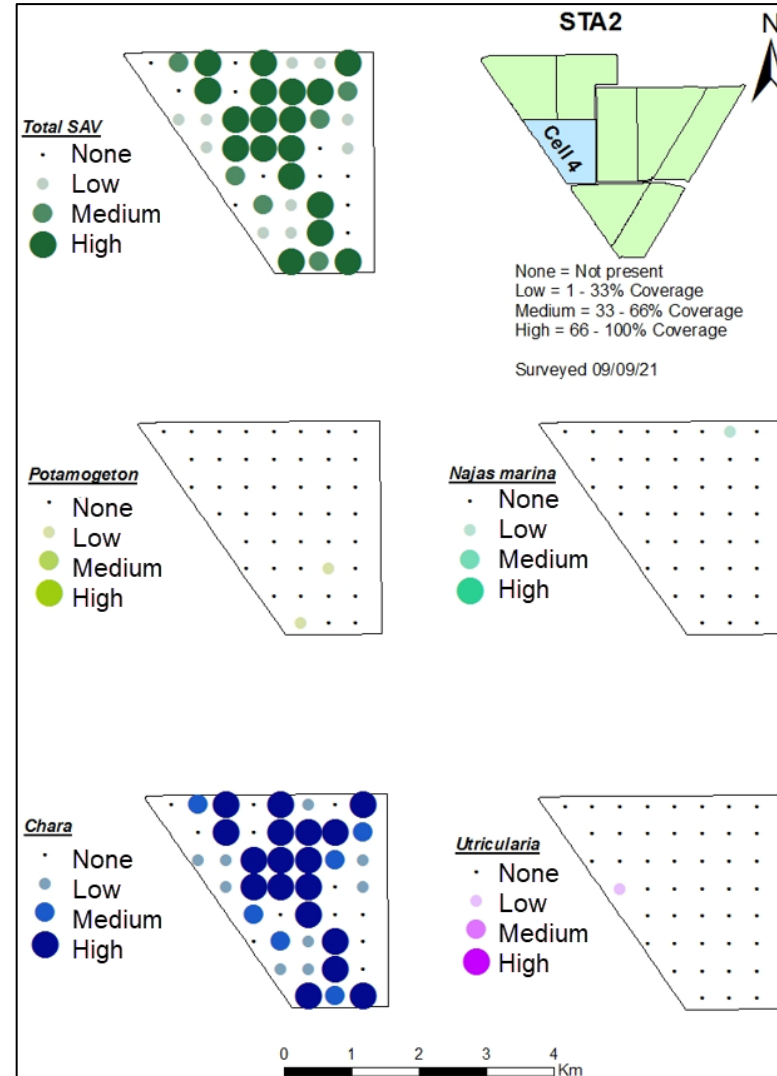 STA2
N
Cell 4
Total SAV
None
Low
Medium
High
None = Not present
Low = 1 - 33% Coverage
Medium = 33 - 66% Coverage
High = 66 - 100% Coverage
Surveyed 09/09/21
Potamogeton
None
Low
Medium
High
Najas marina
None
Low
Medium
High
Chara
None
Low
Medium
High
Utricularia
None
Low
Medium
High
0 1 2 3 4
Km